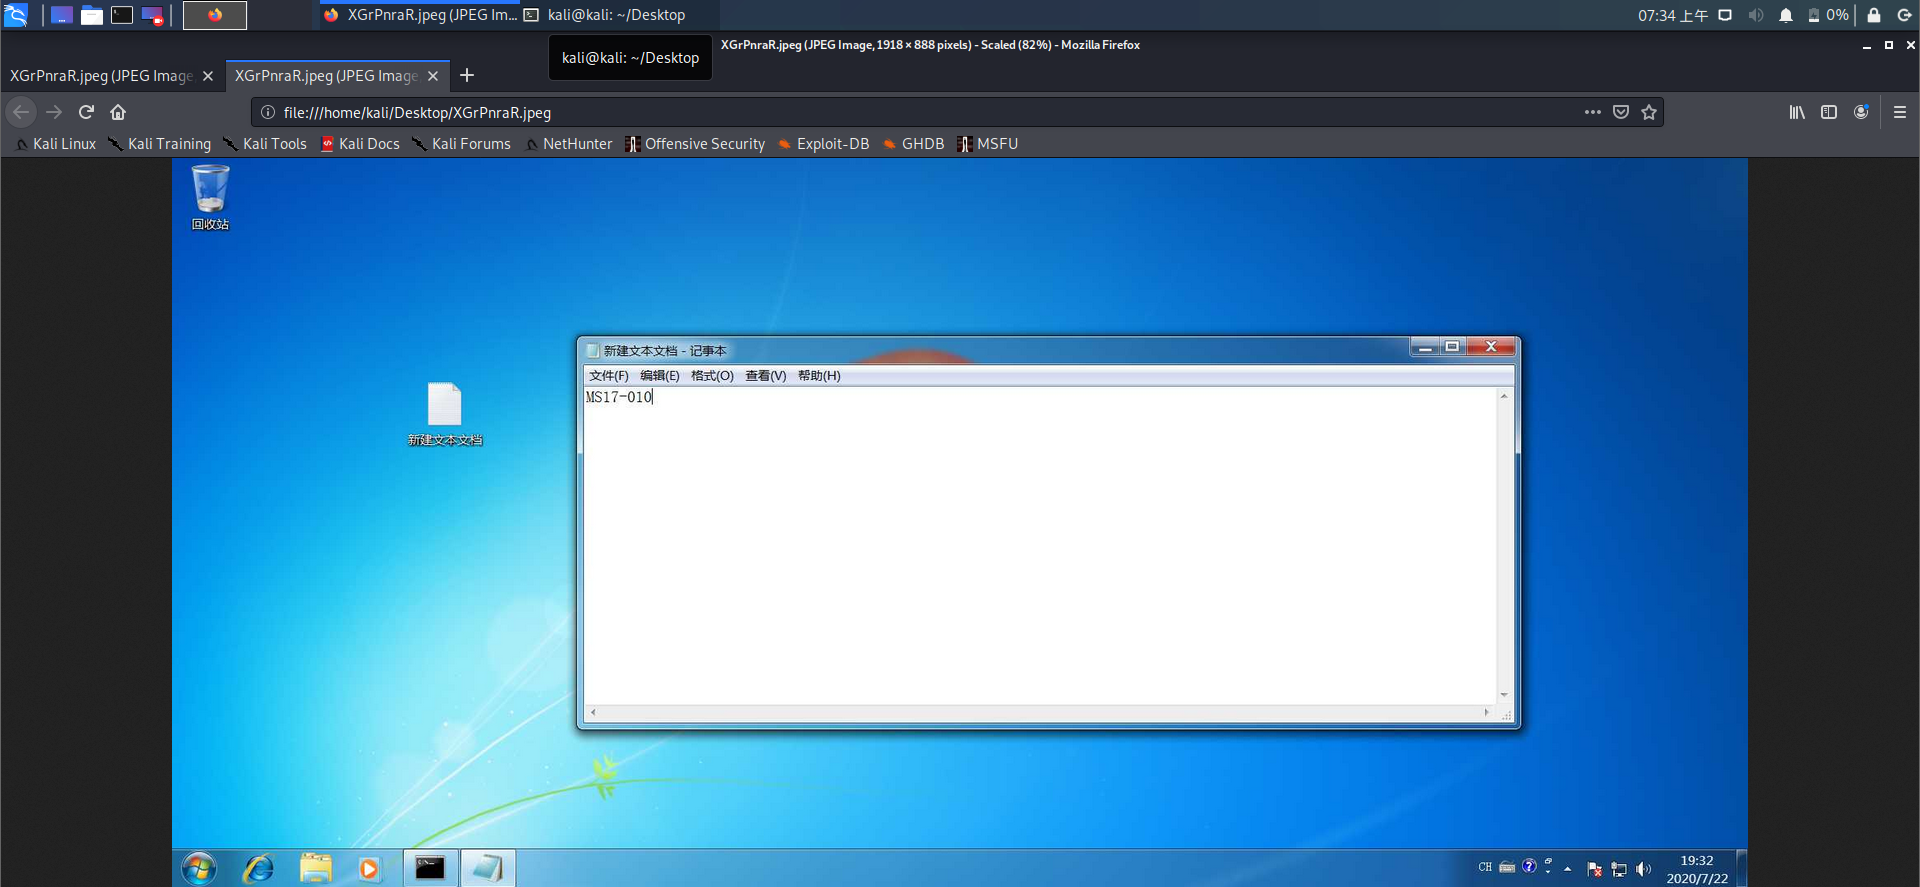 XGrPnraR.jpeg (JPEG Im...
kali@kali: ~/Desktop
07:34 上午
0%
kali@kali: ~/Desktop
XGrPnraR.jpeg (JPEG Image, 1918 × 888 pixels) - Scaled (82%) - Mozilla Firefox
XGrPnraR.jpeg (JPEG Image
XGrPnraR.jpeg (JPEG Image
file:///home/kali/Desktop/XGrPnraR.jpeg
Kali Linux
Kali Training
Kali Tools
Kali Docs
Kali Forums
NetHunter
Offensive Security
Exploit-DB
GHDB
MSFU
回收站
新建文本文档 - 记事本
文件(F) 编辑(E) 格式(O) 查看(V) 帮助(H)
MS17-010
新建文本文档
CH
19:32
2020/7/22